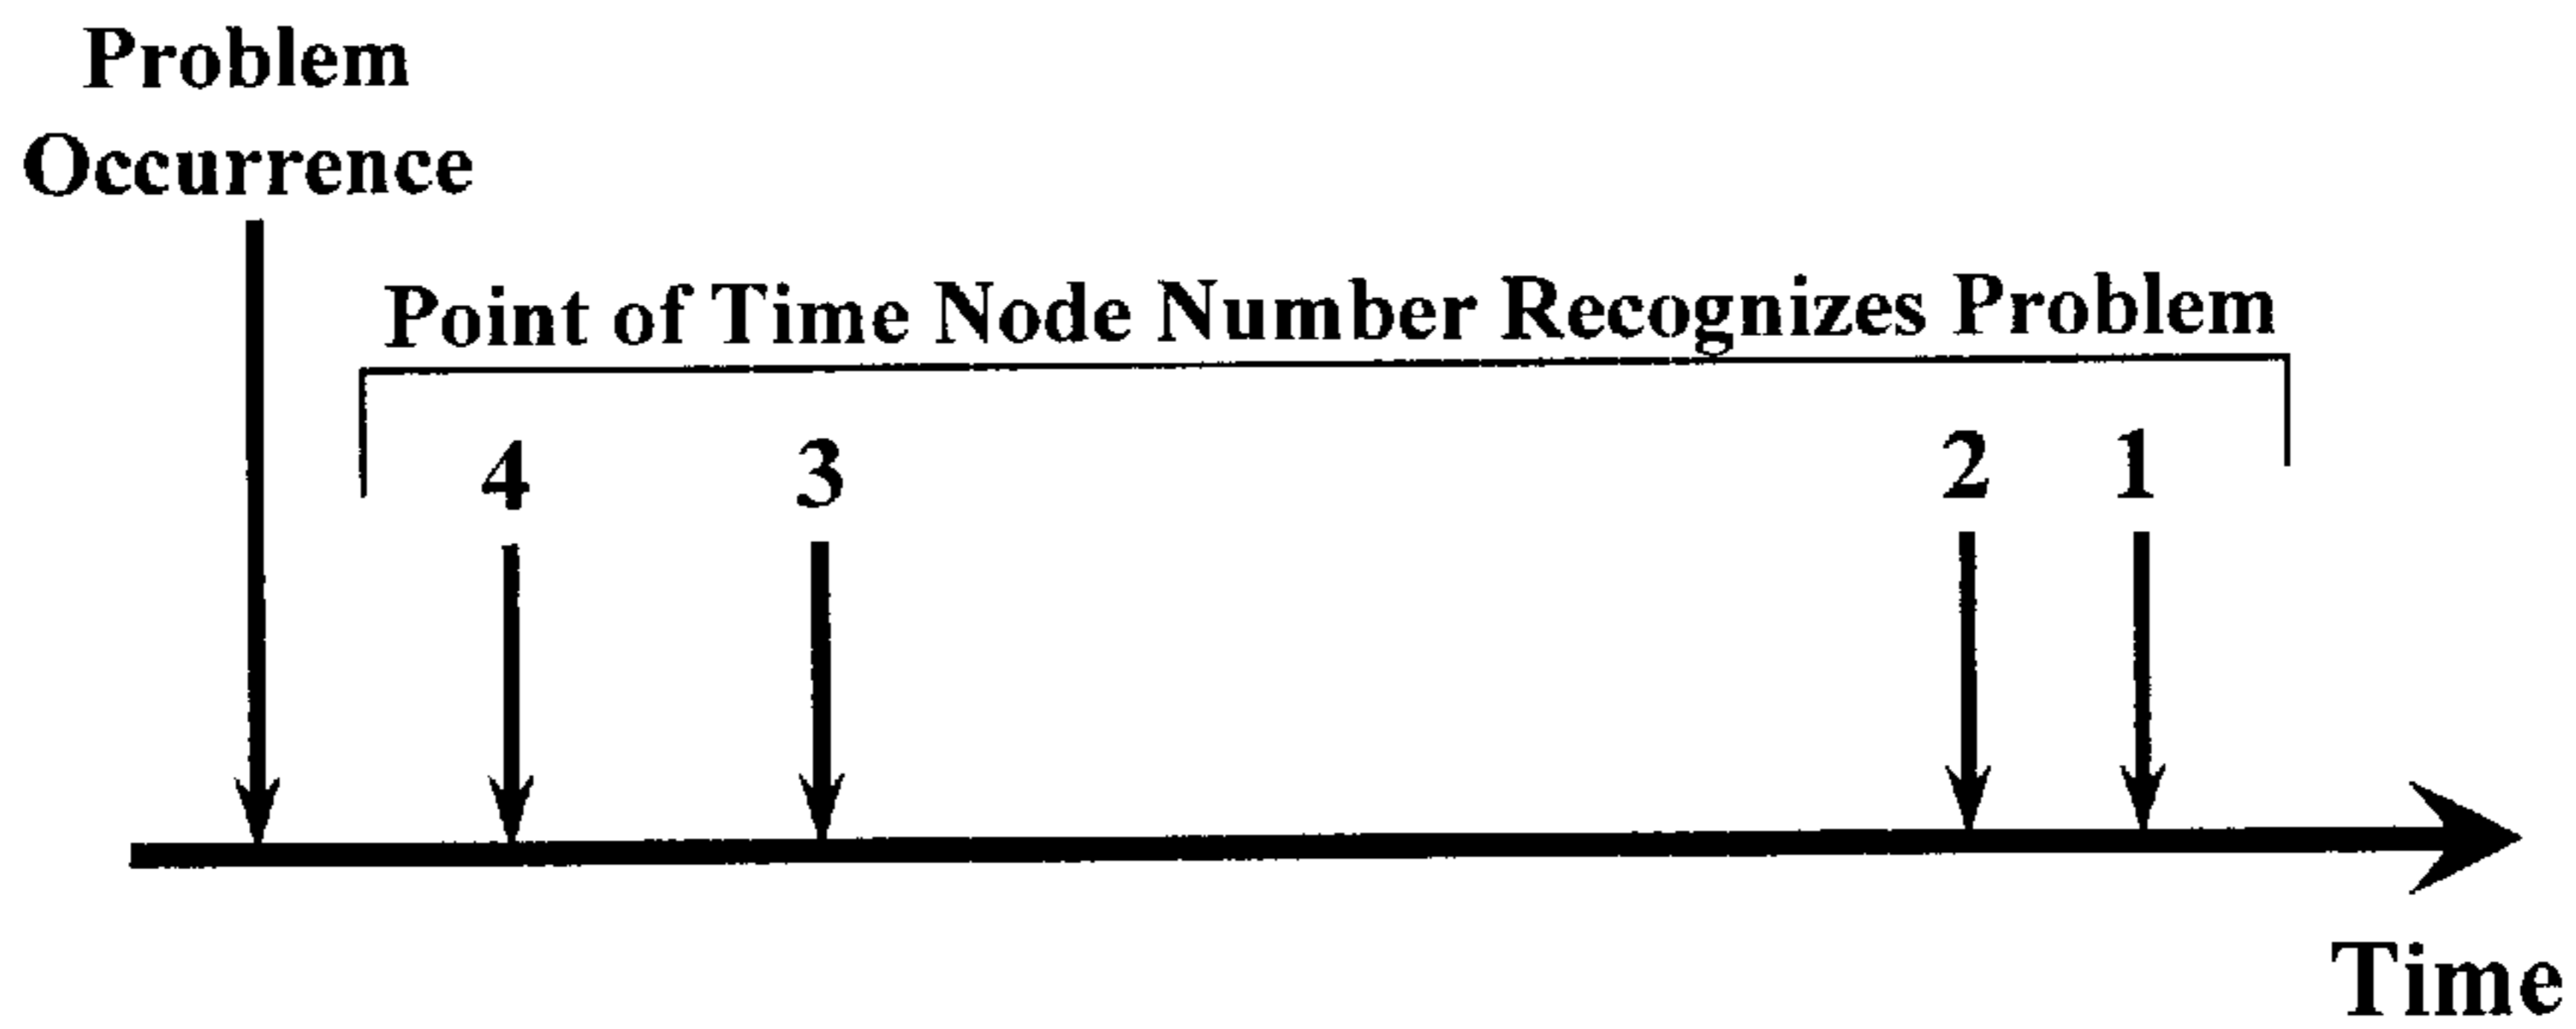 Problem
Occurrence
Point of Time Node Number Recognizes Problem
4 3 2 1
Time